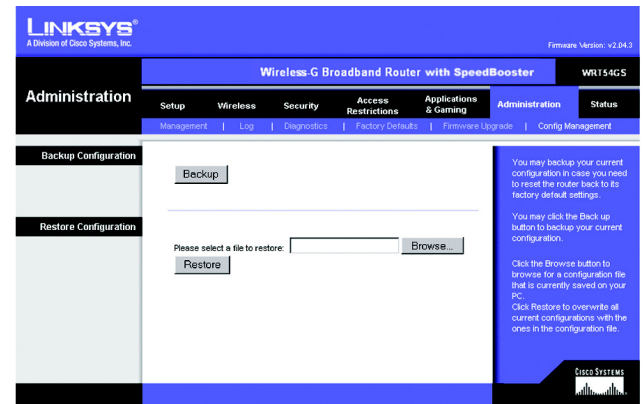 LINKSYS®
A Division of Cisco Systems, Inc.
Firmware Version: v2.04.3
Wireless-G Broadband Router with SpeedBooster WRT54GS
Administration
Setup Wireless Security Access Restrictions Applications & Gaming Administration Status
Management | Log | Diagnostics | Factory Defaults | Firmware Upgrade | Config Management
Backup Configuration
Backup
Restore Configuration
Please select a file to restore: Browse...
Restore
You may backup your current
configuration in case you need
to reset the router back to its
factory default settings.
You may click the Back up
button to backup your current
configuration.
Click the Browse button to
browse for a configuration file
that is currently saved on your
PC.
Click Restore to overwrite all
current configurations with the
ones in the configuration file.
CISCO SYSTEMS